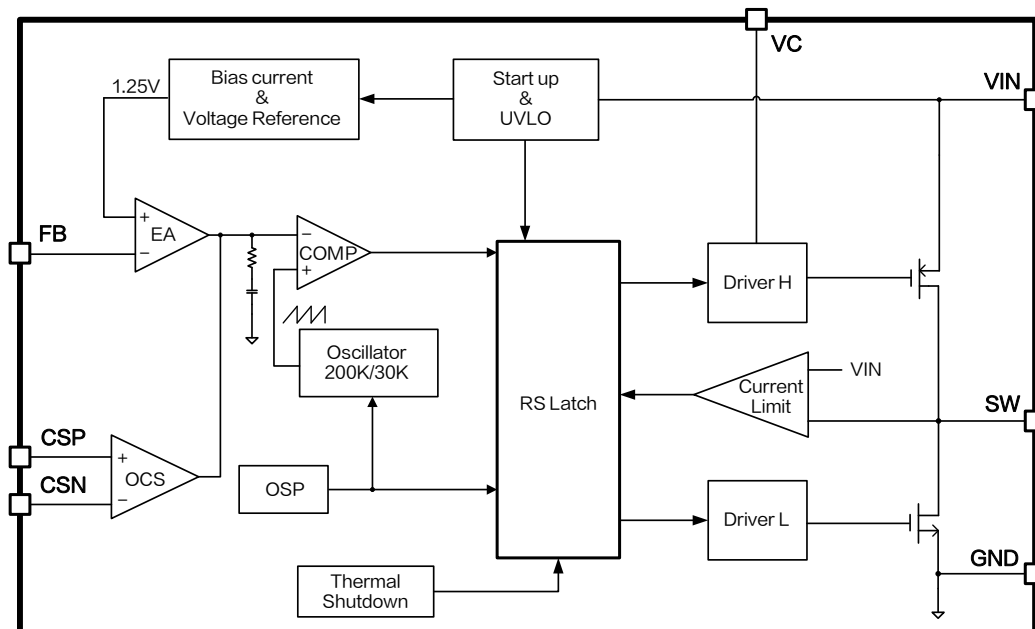 VC
1.25V
Bias current
&
Voltage Reference
Start up
&
UVLO
VIN
FB
+
EA
−
−
COMP
+
Driver H
Oscillator
200K/30K
RS Latch
Current
Limit
VIN
SW
CSP
+
CSN
OCS
−
OSP
Driver L
GND
Thermal
Shutdown